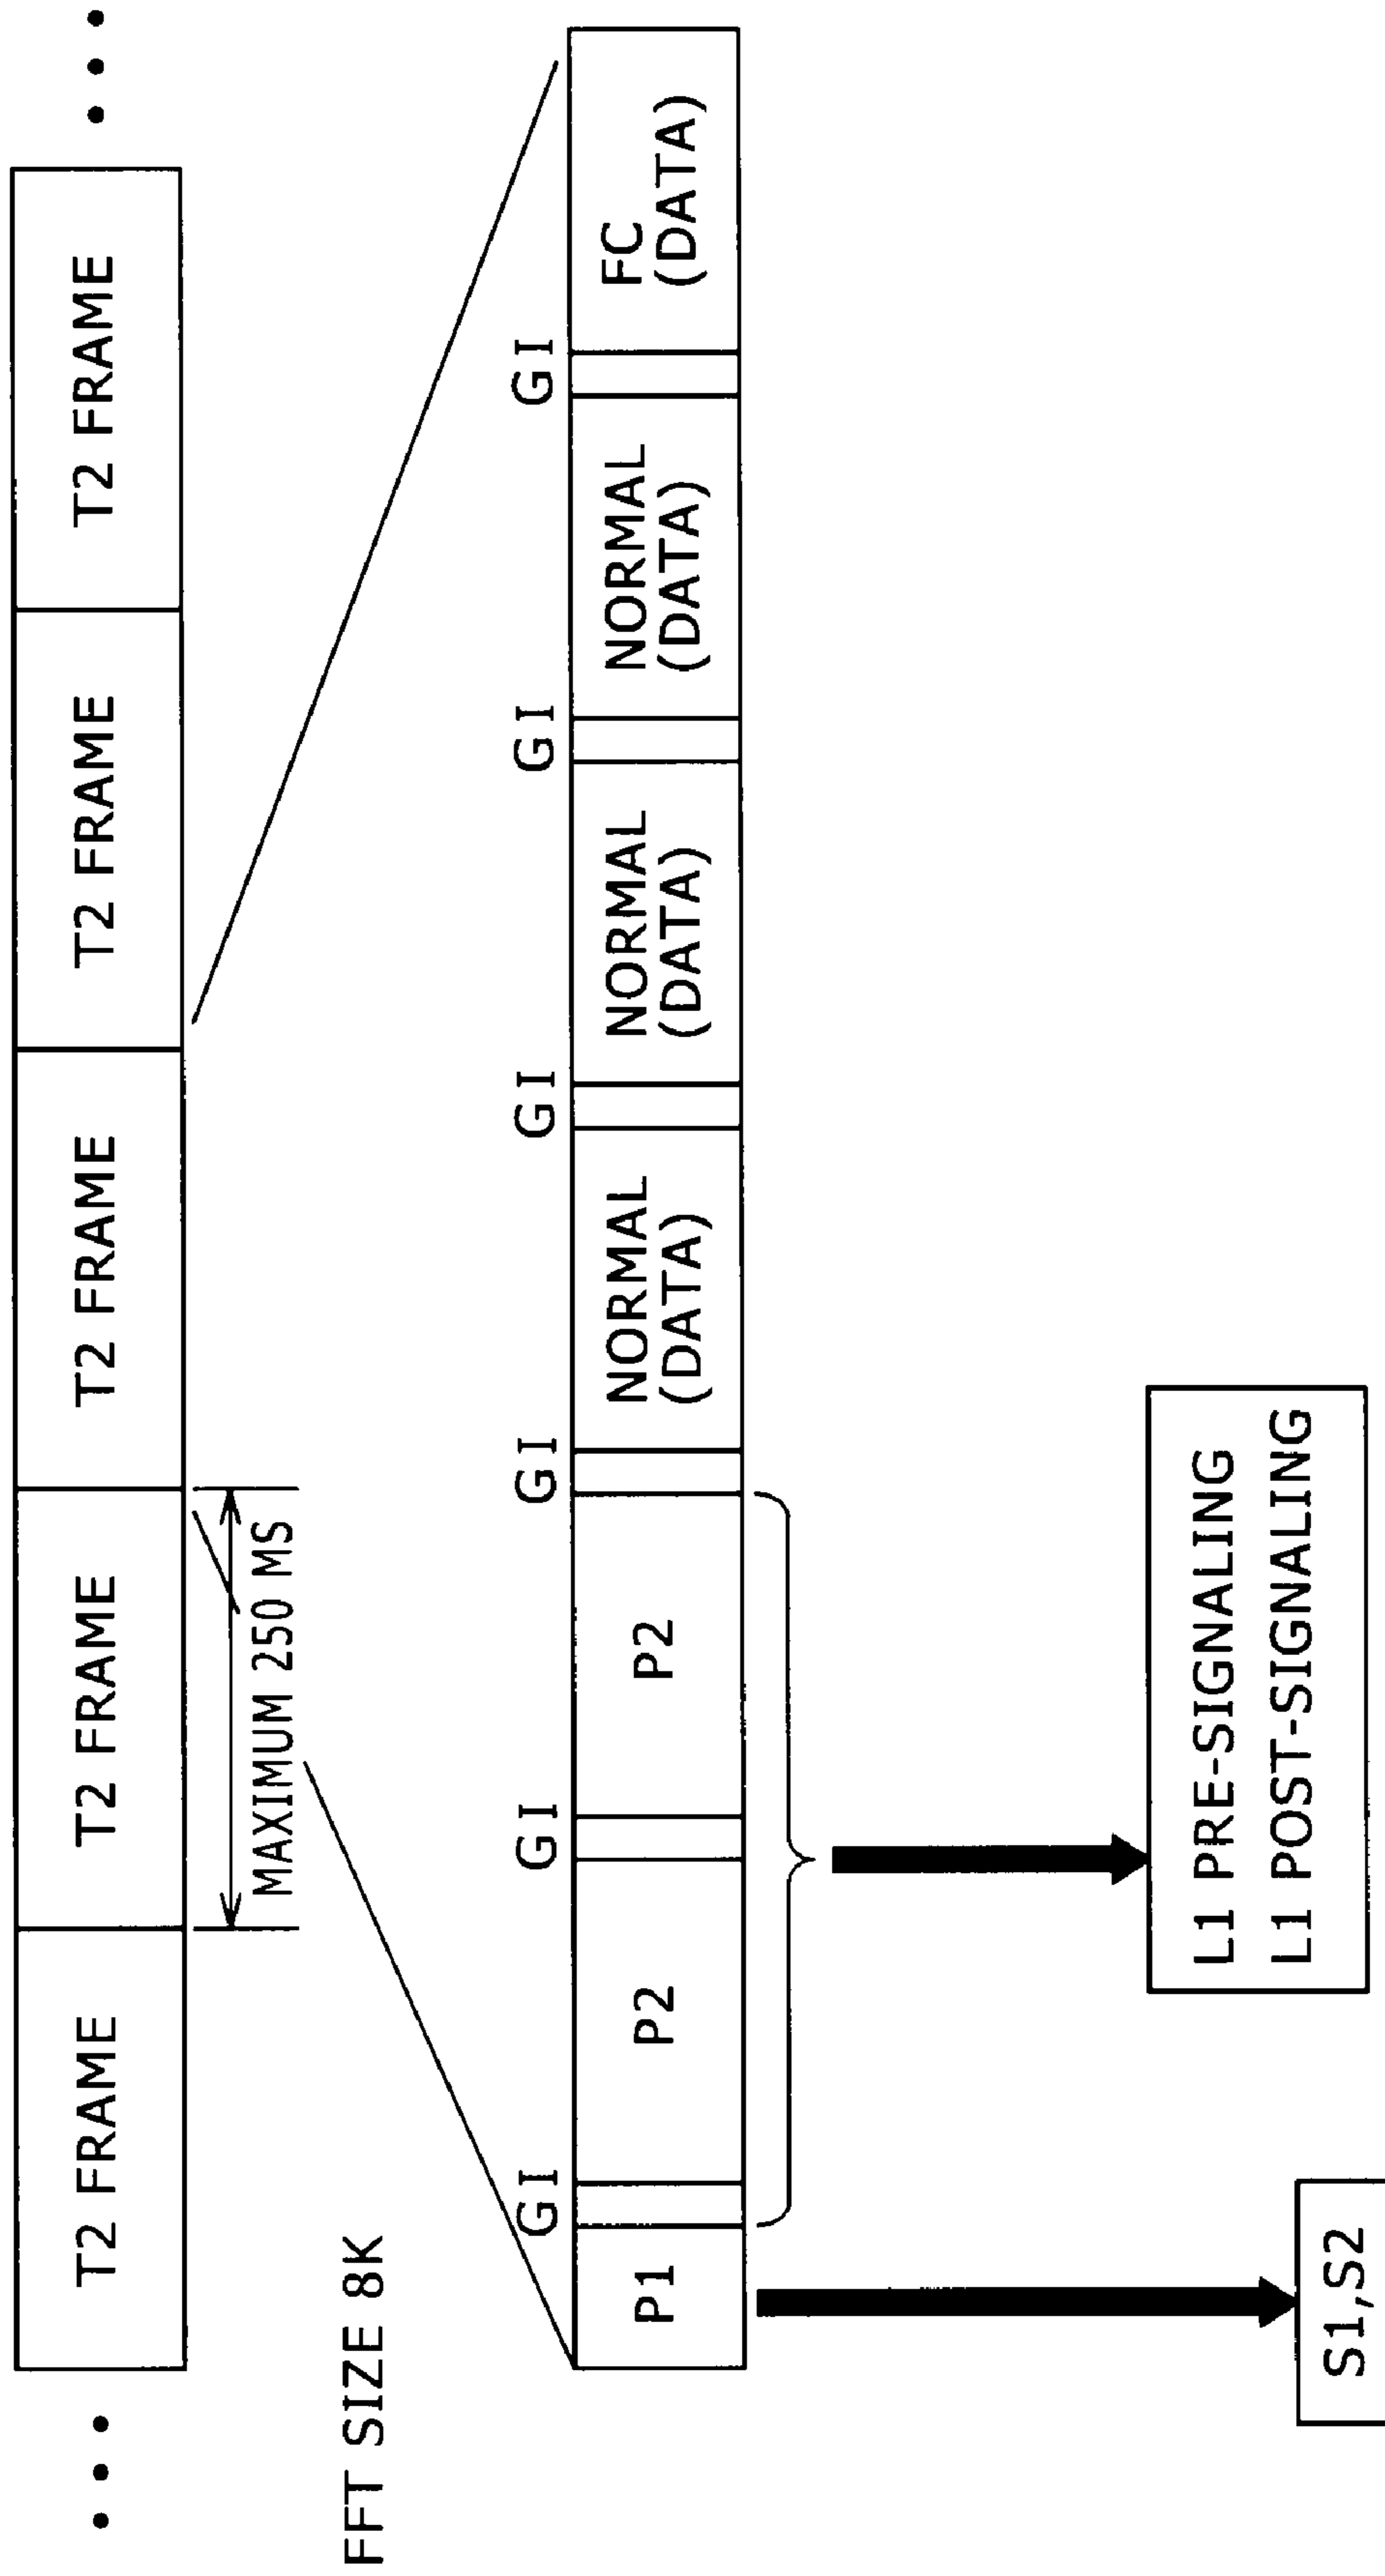 T2 FRAME
T2 FRAME
T2 FRAME
T2 FRAME
T2 FRAME
MAXIMUM 250 MS
FFT SIZE 8K
GI
GI
GI
GI
GI
GI
P1
P2
P2
NORMAL
(DATA)
NORMAL
(DATA)
NORMAL
(DATA)
FC
(DATA)
L1 PRE-SIGNALING
L1 POST-SIGNALING
S1,S2